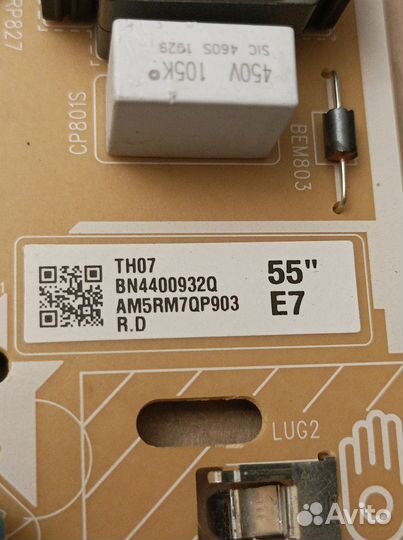 RP827
450V 105K
SIC 460S 1929
CP801S
BEM803
TH07
BN4400932Q
AM5RM7QP903
R.D
55"
E7
LUG2
Avito